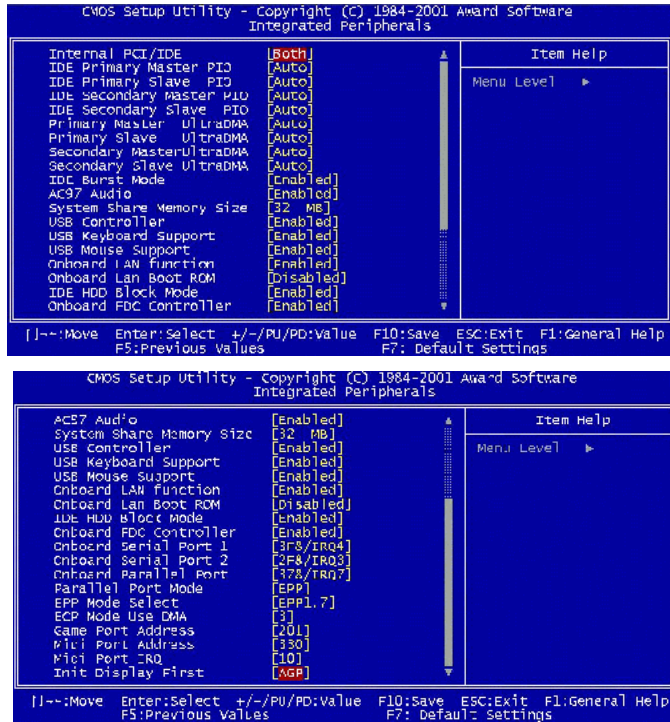 CMOS Setup Utility - Copyright (C) 1984-2001 Award Software
Integrated Peripherals
Internal PCI/IDE [Both]
IDE Primary Master PIO [Auto]
IDE Primary Slave PIO [Auto]
IDE Secondary Master PIO [Auto]
IDE Secondary Slave PIO [Auto]
Primary Master UltraDMA [Auto]
Primary Slave UltraDMA [Auto]
Secondary MasterUltraDMA [Auto]
Secondary Slave UltraDMA [Auto]
IDE Burst Mode [Enabled]
AC97 Audio [Enabled]
System Share Memory Size [32 MB]
USB Controller [Enabled]
USB Keyboard Support [Enabled]
USB Mouse Support [Enabled]
Onboard LAN function [Enabled]
Onboard Lan Boot ROM [Disabled]
IDE HDD Block Mode [Enabled]
Onboard FDC Controller [Enabled]
Item Help
Menu Level ▶
:Move Enter:Select +/-/PU/PD:Value F10:Save ESC:Exit F1:General Help
F5:Previous Values F7: Default Settings
CMOS Setup Utility - Copyright (C) 1984-2001 Award Software
Integrated Peripherals
AC97 Audio [Enabled]
System Share Memory Size [32 MB]
USB Controller [Enabled]
USB Keyboard Support [Enabled]
USB Mouse Support [Enabled]
Onboard LAN function [Enabled]
Onboard Lan Boot ROM [Disabled]
IDE HDD Block Mode [Enabled]
Onboard FDC Controller [Enabled]
Onboard Serial Port 1 [3F8/IRQ4]
Onboard Serial Port 2 [2F8/IRQ3]
Onboard Parallel Port [378/IRQ7]
Parallel Port Mode [EPP]
EPP Mode Select [EPP1.7]
ECP Mode Use DMA [3]
Game Port Address [201]
Midi Port Address [330]
Midi Port IRQ [10]
Init Display First [AGP]
Item Help
Menu Level ▶
:Move Enter:Select +/-/PU/PD:Value F10:Save ESC:Exit F1:General Help
F5:Previous Values F7: Default Settings